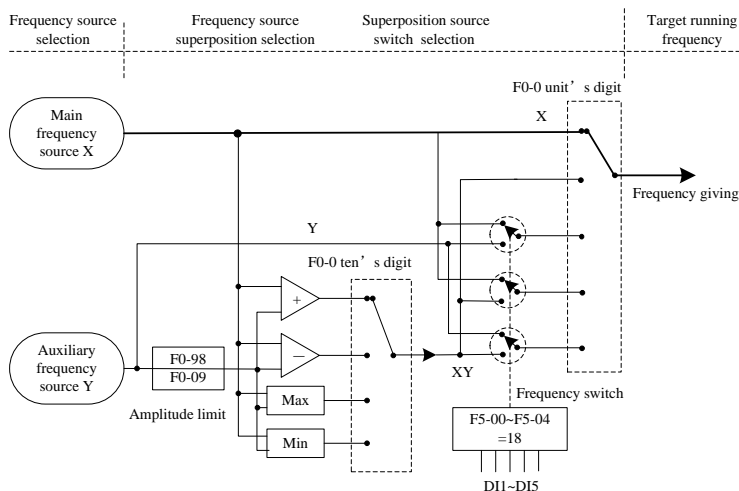 Frequency source
selection
Frequency source
superposition selection
Superposition source
switch selection
Target running
frequency
F0-0 unit’s digit
Main
frequency
source X
X
Frequency giving
Y
F0-0 ten’s digit
+
Auxiliary
frequency
source Y
F0-98
F0-09
−
XY
Amplitude limit
Max
Min
Frequency switch
F5-00~F5-04
=18
DI1~DI5